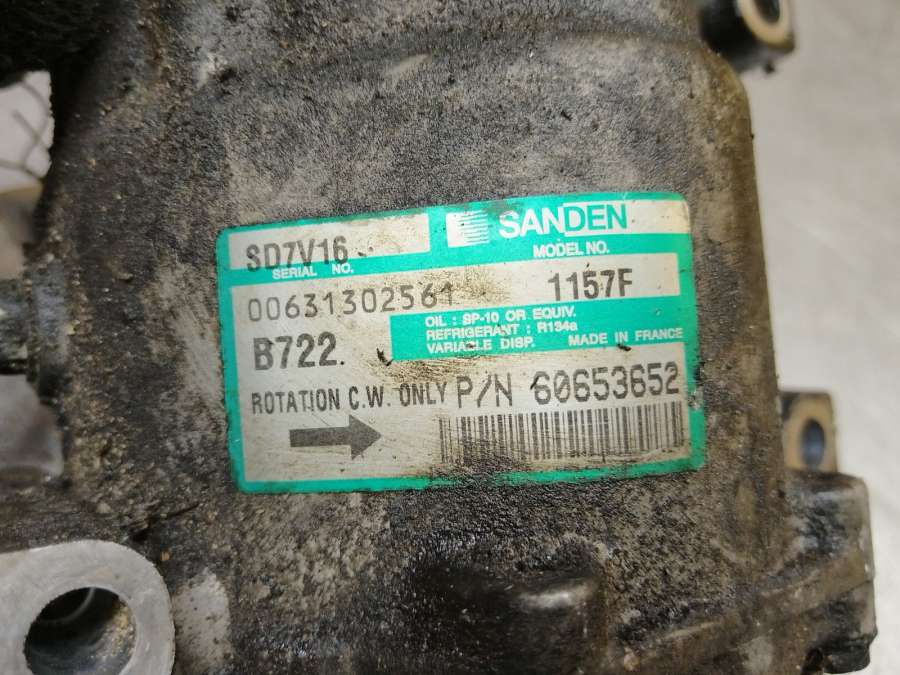 SANDEN
SD7V16
SERIAL NO.
MODEL NO.
00631302561
1157F
B722.
OIL : SP-10 OR EQUIV.
REFRIGERANT : R134a
VARIABLE DISP. MADE IN FRANCE
ROTATION C.W. ONLY P/N 60653652